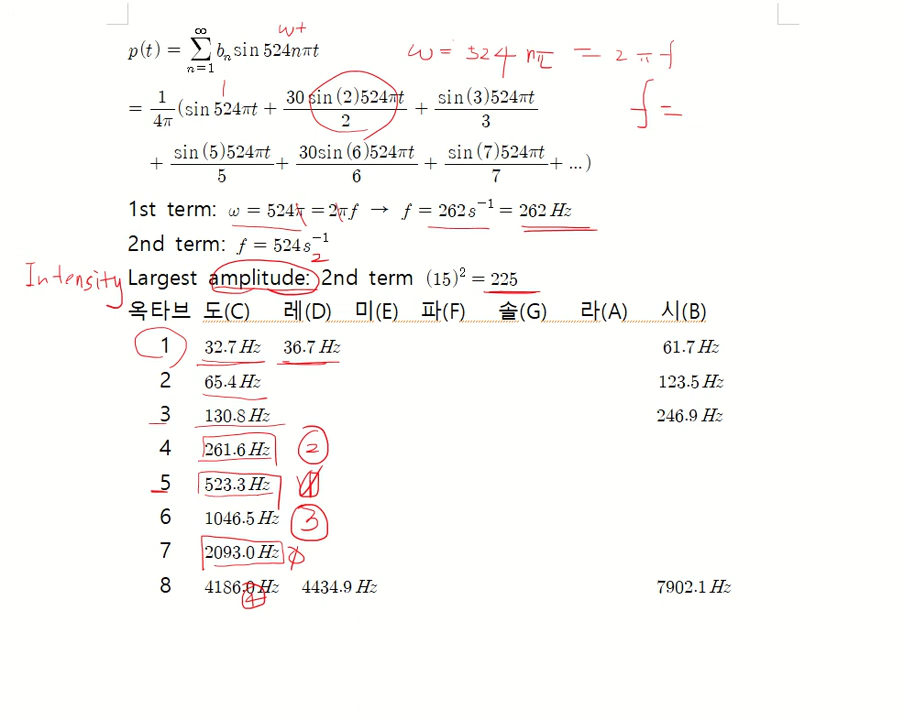 p(t) = ∑_{n=1}^{∞} b_n sin 524nπt   wt   ω = 524 nπ = 2πf
= 1/4π (sin 524πt + 30 sin (2)524πt/2 + sin (3)524πt/3   f =
+ sin (5)524πt/5 + 30sin (6)524πt/6 + sin (7)524πt/7 + ...)
1st term: ω = 524π = 2πf → f = 262s⁻¹ = 262 Hz
2nd term: f = 524s⁻¹
2
Intensity Largest amplitude: 2nd term (15)² = 225
옥타브 도(C) 레(D) 미(E) 파(F) 솔(G) 라(A) 시(B)
1 32.7 Hz 36.7 Hz 61.7 Hz
2 65.4 Hz 123.5 Hz
3 130.8 Hz 246.9 Hz
4 261.6 Hz ②
5 523.3 Hz
6 1046.5 Hz ③
7 2093.0 Hz
8 4186.0 Hz 4434.9 Hz 7902.1 Hz